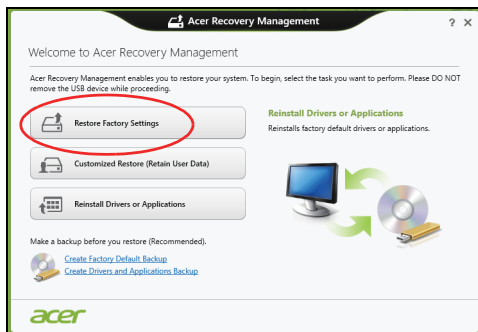 Acer Recovery Management
? ×
Welcome to Acer Recovery Management
Acer Recovery Management enables you to restore your system. To begin, select the task you want to perform. Please DO NOT
remove the USB device while proceeding.
Restore Factory Settings
Customized Restore (Retain User Data)
Reinstall Drivers or Applications
Reinstall Drivers or Applications
Reinstalls factory default drivers or applications.
Make a backup before you restore (Recommended).
Create Factory Default Backup
Create Drivers and Applications Backup
acer